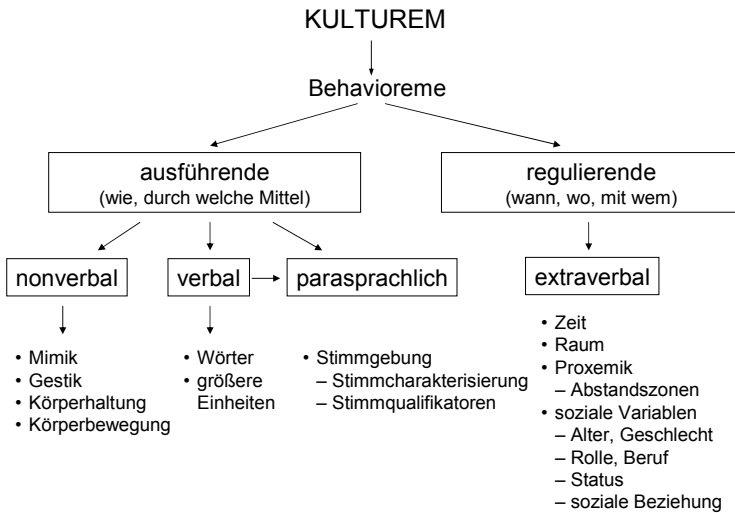 KULTUREM
Behavioreme
ausführende
(wie, durch welche Mittel)
regulierende
(wann, wo, mit wem)
nonverbal
verbal
parasprachlich
extraverbal
• Mimik
• Gestik
• Körperhaltung
• Körperbewegung
• Wörter
• größere
Einheiten
• Stimmgebung
– Stimmcharakterisierung
– Stimmqualifikatoren
• Zeit
• Raum
• Proxemik
– Abstandszonen
• soziale Variablen
– Alter, Geschlecht
– Rolle, Beruf
– Status
– soziale Beziehung